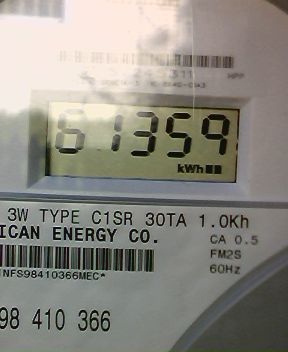 61359
kWh
3W TYPE C1SR 30TA 1.0Kh
ICAN ENERGY CO.
CA 0.5
FM2S
60Hz
NFS98410366MEC*
98 410 366